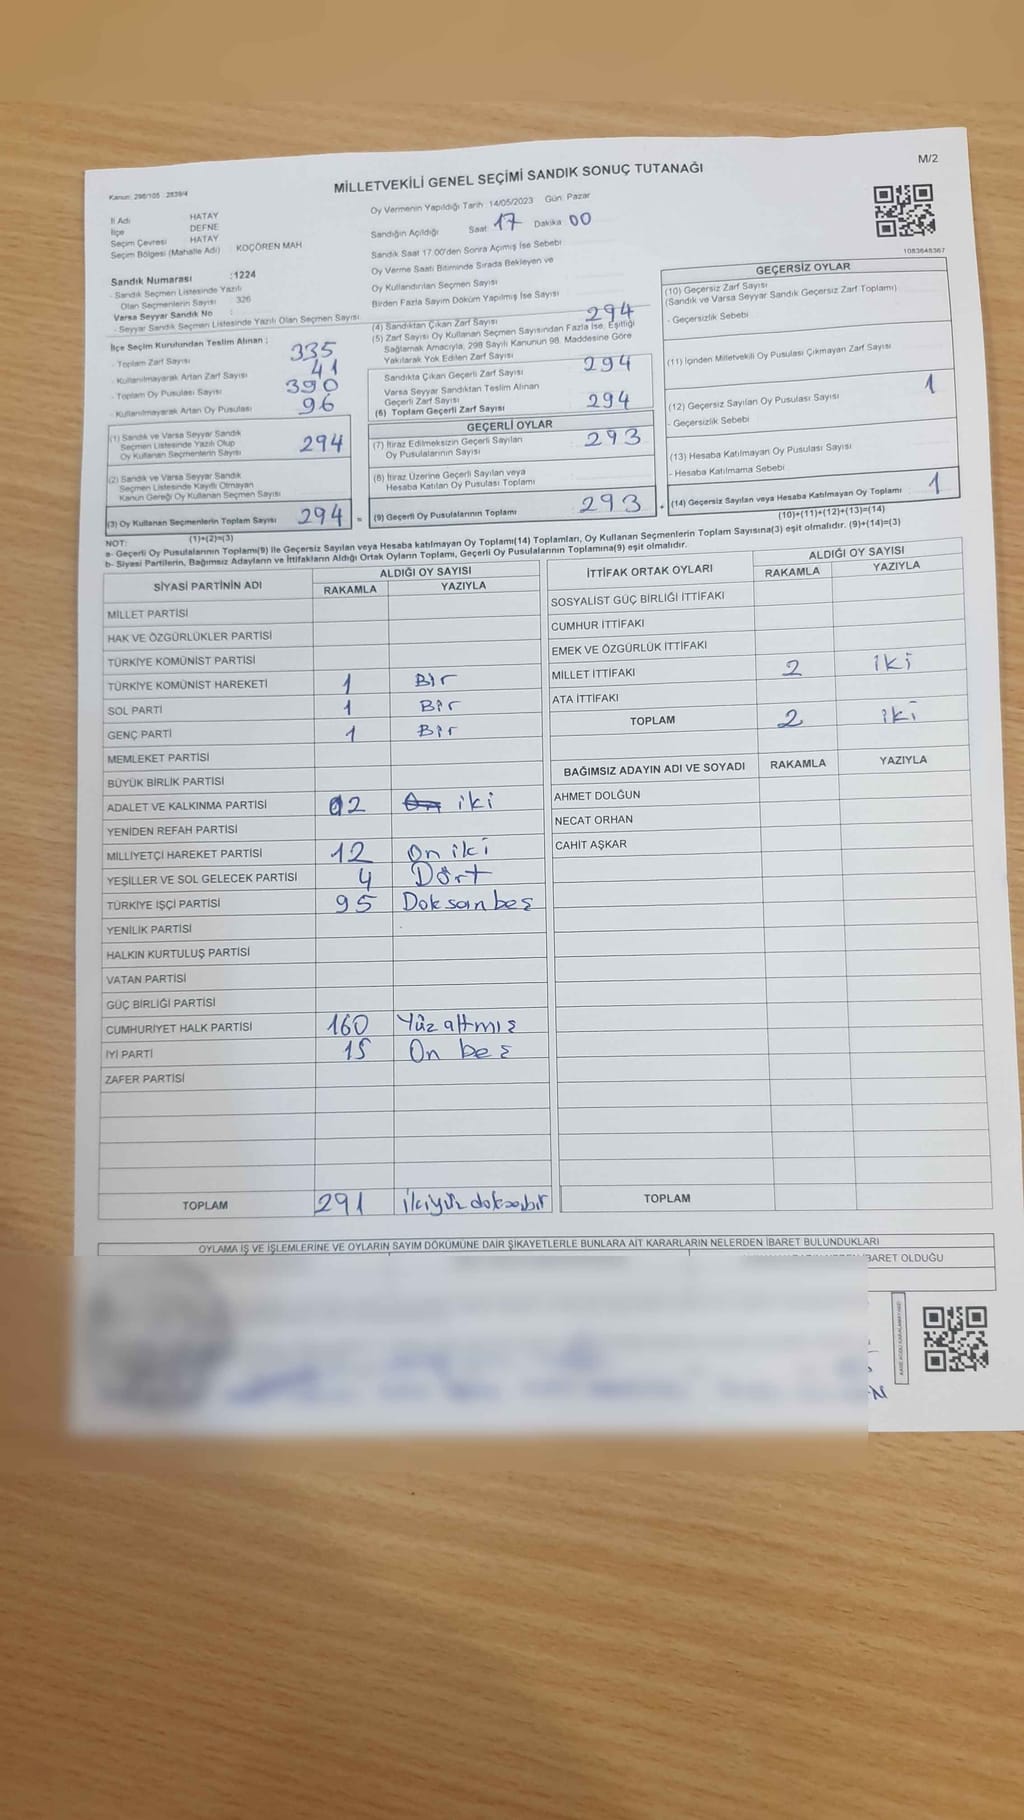 M/2
Kanun: 298/105 - 2839/4
MİLLETVEKİLİ GENEL SEÇİMİ SANDIK SONUÇ TUTANAĞI
İl Adı HATAY
İlçe DEFNE
Seçim Çevresi HATAY
Seçim Bölgesi (Mahalle Adı) : KOÇÖREN MAH
Oy Vermenin Yapıldığı Tarih : 14/05/2023 Gün: Pazar
Sandığın Açıldığı Saat 17 Dakika 00
Sandık Saat 17.00'den Sonra Açılmış İse Sebebi
Oy Verme Saati Bitiminde Sırada Bekleyen ve
Oy Kullandırılan Seçmen Sayısı
Birden Fazla Sayım Döküm Yapılmış İse Sayısı
1083648367
Sandık Numarası :1224
- Sandık Seçmen Listesinde Yazılı
Olan Seçmenlerin Sayısı : 326
Varsa Seyyar Sandık No :
- Seyyar Sandık Seçmen Listesinde Yazılı Olan Seçmen Sayısı:
İlçe Seçim Kurulundan Teslim Alınan ;
- Toplam Zarf Sayısı 335
- Kullanılmayarak Artan Zarf Sayısı 41
- Toplam Oy Pusulası Sayısı 390
- Kullanılmayarak Artan Oy Pusulası 96
(1) Sandık ve Varsa Seyyar Sandık
Seçmen Listesinde Yazılı Olup
Oy Kullanan Seçmenlerin Sayısı 294
(2) Sandık ve Varsa Seyyar Sandık
Seçmen Listesinde Kayıtlı Olmayan
Kanun Gereği Oy Kullanan Seçmen Sayısı
(3) Oy Kullanan Seçmenlerin Toplam Sayısı 294 =
(1)+(2)=(3)
(4) Sandıktan Çıkan Zarf Sayısı 294
(5) Zarf Sayısı Oy Kullanan Seçmen Sayısından Fazla İse, Eşitliği
Sağlamak Amacıyla, 298 Sayılı Kanunun 98. Maddesine Göre
Yakılarak Yok Edilen Zarf Sayısı
Sandıkta Çıkan Geçerli Zarf Sayısı 294
Varsa Seyyar Sandıktan Teslim Alınan
Geçerli Zarf Sayısı
(6) Toplam Geçerli Zarf Sayısı 294
GEÇERLİ OYLAR
(7) İtiraz Edilmeksizin Geçerli Sayılan
Oy Pusulalarının Sayısı 293
(8) İtiraz Üzerine Geçerli Sayılan veya
Hesaba Katılan Oy Pusulası Toplamı
(9) Geçerli Oy Pusulalarının Toplamı 293 +
GEÇERSİZ OYLAR
(10) Geçersiz Zarf Sayısı
(Sandık ve Varsa Seyyar Sandık Geçersiz Zarf Toplamı)
- Geçersizlik Sebebi
(11) İçinden Milletvekili Oy Pusulası Çıkmayan Zarf Sayısı
(12) Geçersiz Sayılan Oy Pusulası Sayısı 1
- Geçersizlik Sebebi
(13) Hesaba Katılmayan Oy Pusulası Sayısı
- Hesaba Katılmama Sebebi
(14) Geçersiz Sayılan veya Hesaba Katılmayan Oy Toplamı : 1
(10)+(11)+(12)+(13)=(14)
NOT:
a- Geçerli Oy Pusulalarının Toplamı(9) ile Geçersiz Sayılan veya Hesaba katılmayan Oy Toplamı(14) Toplamları, Oy Kullanan Seçmenlerin Toplam Sayısına(3) eşit olmalıdır. (9)+(14)=(3)
b- Siyasi Partilerin, Bağımsız Adayların ve İttifakların Aldığı Ortak Oyların Toplamı, Geçerli Oy Pusulalarının Toplamına(9) eşit olmalıdır.
SİYASİ PARTİNİN ADI ALDIĞI OY SAYISI
RAKAMLA YAZIYLA
MİLLET PARTİSİ
HAK VE ÖZGÜRLÜKLER PARTİSİ
TÜRKİYE KOMÜNİST PARTİSİ
TÜRKİYE KOMÜNİST HAREKETİ 1 Bir
SOL PARTİ 1 Bir
GENÇ PARTİ 1 Bir
MEMLEKET PARTİSİ
BÜYÜK BİRLİK PARTİSİ
ADALET VE KALKINMA PARTİSİ 02 iki
YENİDEN REFAH PARTİSİ
MİLLİYETÇİ HAREKET PARTİSİ 12 On iki
YEŞİLLER VE SOL GELECEK PARTİSİ 4 Dört
TÜRKİYE İŞÇİ PARTİSİ 95 Doksan beş
YENİLİK PARTİSİ
HALKIN KURTULUŞ PARTİSİ
VATAN PARTİSİ
GÜÇ BİRLİĞİ PARTİSİ
CUMHURİYET HALK PARTİSİ 160 Yüz altmış
İYİ PARTİ 15 On beş
ZAFER PARTİSİ
TOPLAM 291 ikiyüz doksanbir
İTTİFAK ORTAK OYLARI ALDIĞI OY SAYISI
RAKAMLA YAZIYLA
SOSYALİST GÜÇ BİRLİĞİ İTTİFAKI
CUMHUR İTTİFAKI
EMEK VE ÖZGÜRLÜK İTTİFAKI
MİLLET İTTİFAKI 2 iki
ATA İTTİFAKI
TOPLAM 2 iki
BAĞIMSIZ ADAYIN ADI VE SOYADI RAKAMLA YAZIYLA
AHMET DOLĞUN
NECAT ORHAN
CAHİT AŞKAR
TOPLAM
OYLAMA İŞ VE İŞLEMLERİNE VE OYLARIN SAYIM DÖKÜMÜNE DAİR ŞİKAYETLERLE BUNLARA AİT KARARLARIN NELERDEN İBARET BULUNDUKLARI
İBARET OLDUĞU